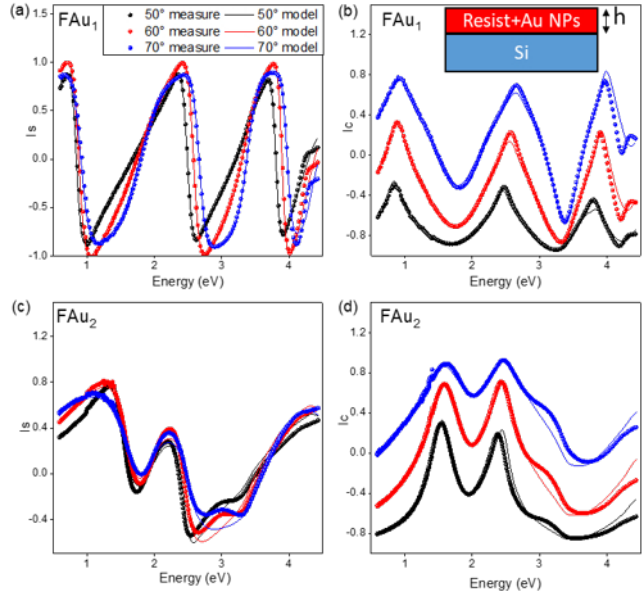 (a) FAu1
50° measure 50° model
60° measure 60° model
70° measure 70° model
1.0
0.5
0.0
-0.5
-1.0
Is
1 2 3 4
Energy (eV)
(b) FAu1
Resist+Au NPs
h
Si
1.2
0.8
0.4
0.0
-0.4
-0.8
Ic
1 2 3 4
Energy (eV)
(c) FAu2
1.2
0.8
0.4
0.0
-0.4
Is
1 2 3 4
Energy (eV)
(d) FAu2
1.2
0.8
0.4
0.0
-0.4
-0.8
Ic
1 2 3 4
Energy (eV)